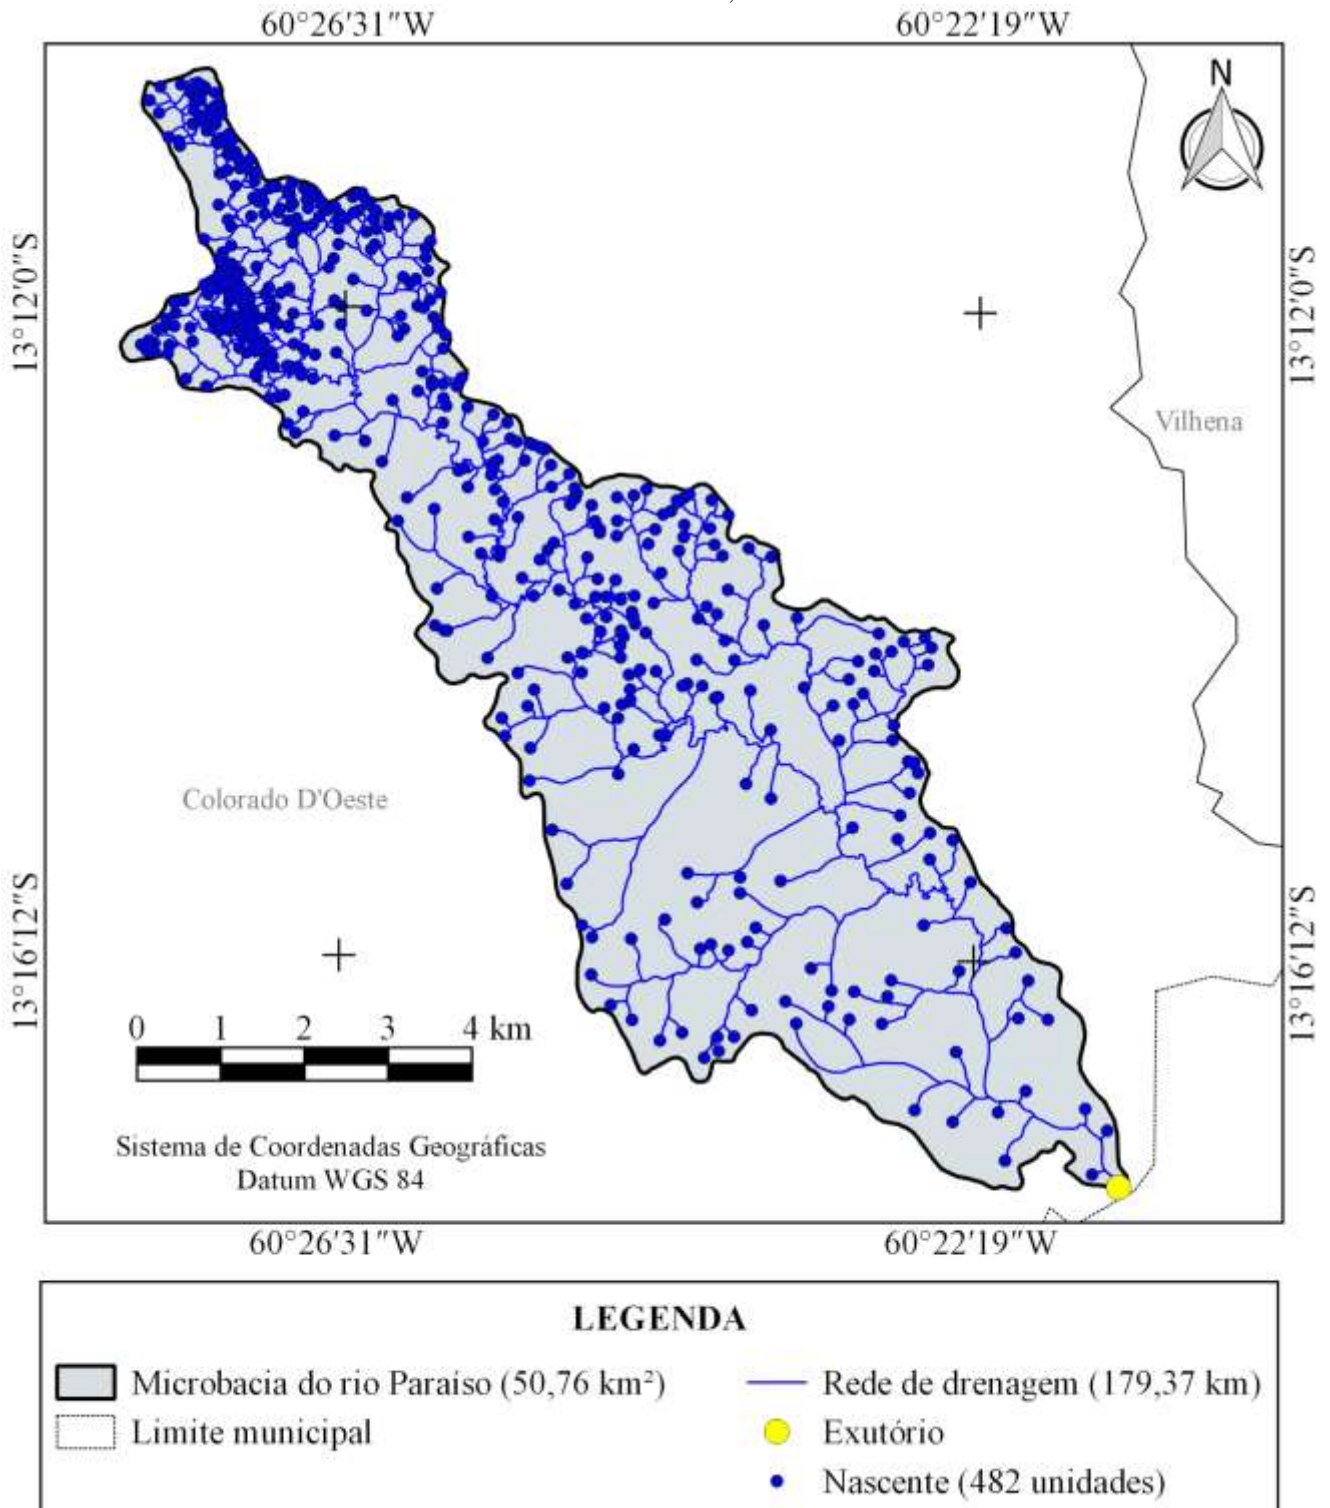 60°26'31"W 60°22'19"W
N
13°12'0"S 13°12'0"S
Vilhena
Colorado D'Oeste
13°16'12"S 13°16'12"S
0 1 2 3 4 km
Sistema de Coordenadas Geográficas
Datum WGS 84
60°26'31"W 60°22'19"W
LEGENDA
Microbacia do rio Paraiso (50,76 km²)
Rede de drenagem (179,37 km)
Limite municipal
Exutório
Nascente (482 unidades)